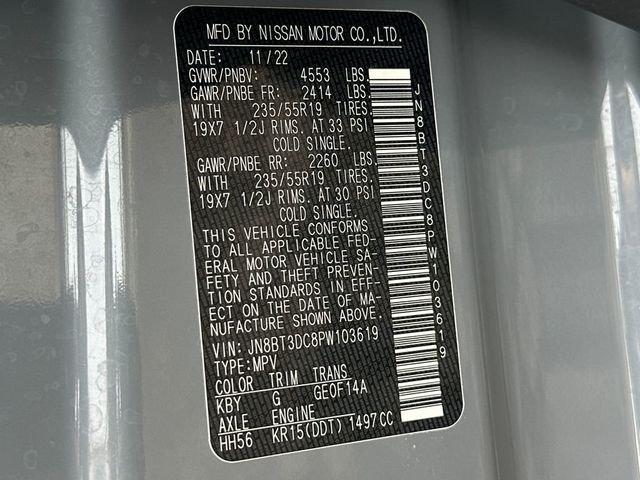 MFD BY NISSAN MOTOR CO.,LTD.
DATE: 11/22
GVWR/PNBV: 4553 LBS.
GAWR/PNBE FR: 2414 LBS.
WITH 235/55R19 TIRES.
19X7 1/2J RIMS. AT 33 PSI
COLD SINGLE.
GAWR/PNBE RR: 2260 LBS.
WITH 235/55R19 TIRES.
19X7 1/2J RIMS. AT 30 PSI
COLD SINGLE.
THIS VEHICLE CONFORMS
TO ALL APPLICABLE FED-
ERAL MOTOR VEHICLE SA-
FETY AND THEFT PREVEN-
TION STANDARDS IN EFF-
ECT ON THE DATE OF MA-
NUFACTURE SHOWN ABOVE
VIN: JN8BT3DC8PW103619
TYPE: MPV
COLOR TRIM TRANS
KBY G GE0F14A
AXLE ENGINE
HH56 KR15(DDT) 1497CC
JN8BT3DC8PW103619